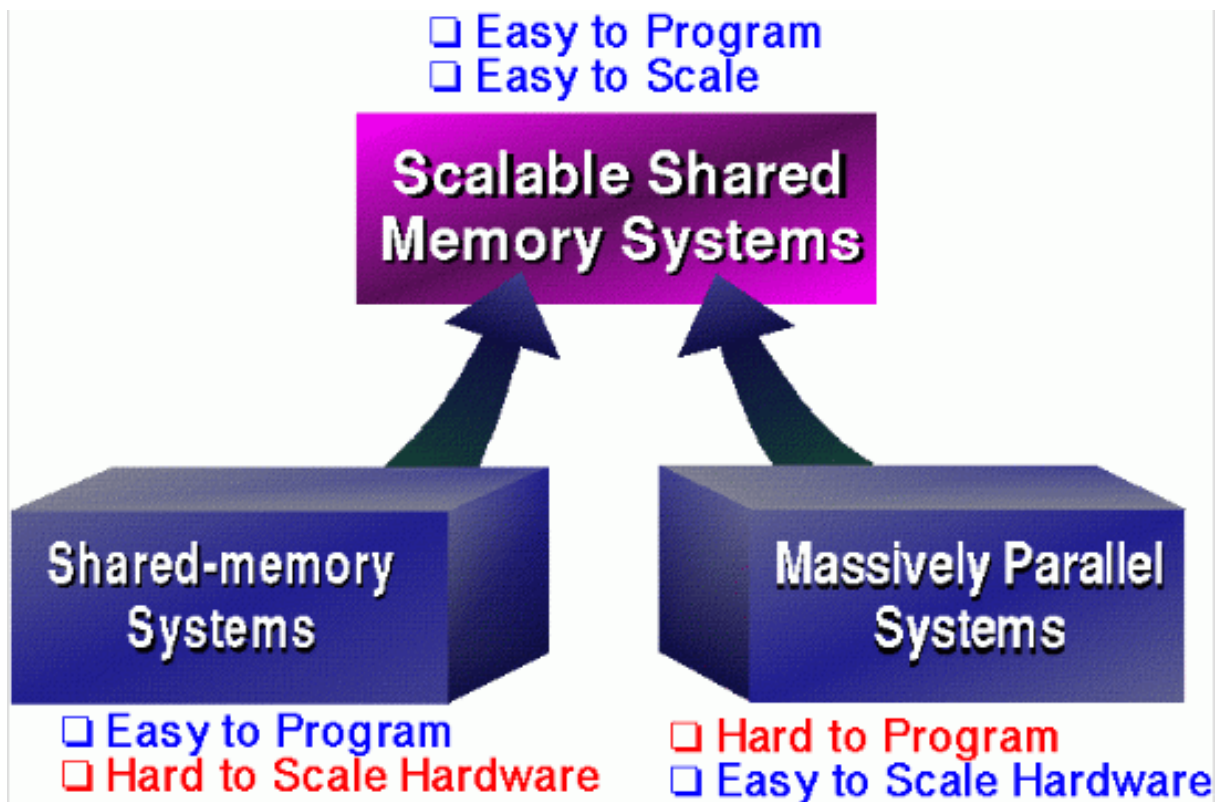 ❏ Easy to Program
❏ Easy to Scale
Scalable Shared
Memory Systems
Shared-memory
Systems
❏ Easy to Program
❏ Hard to Scale Hardware
Massively Parallel
Systems
❏ Hard to Program
❏ Easy to Scale Hardware